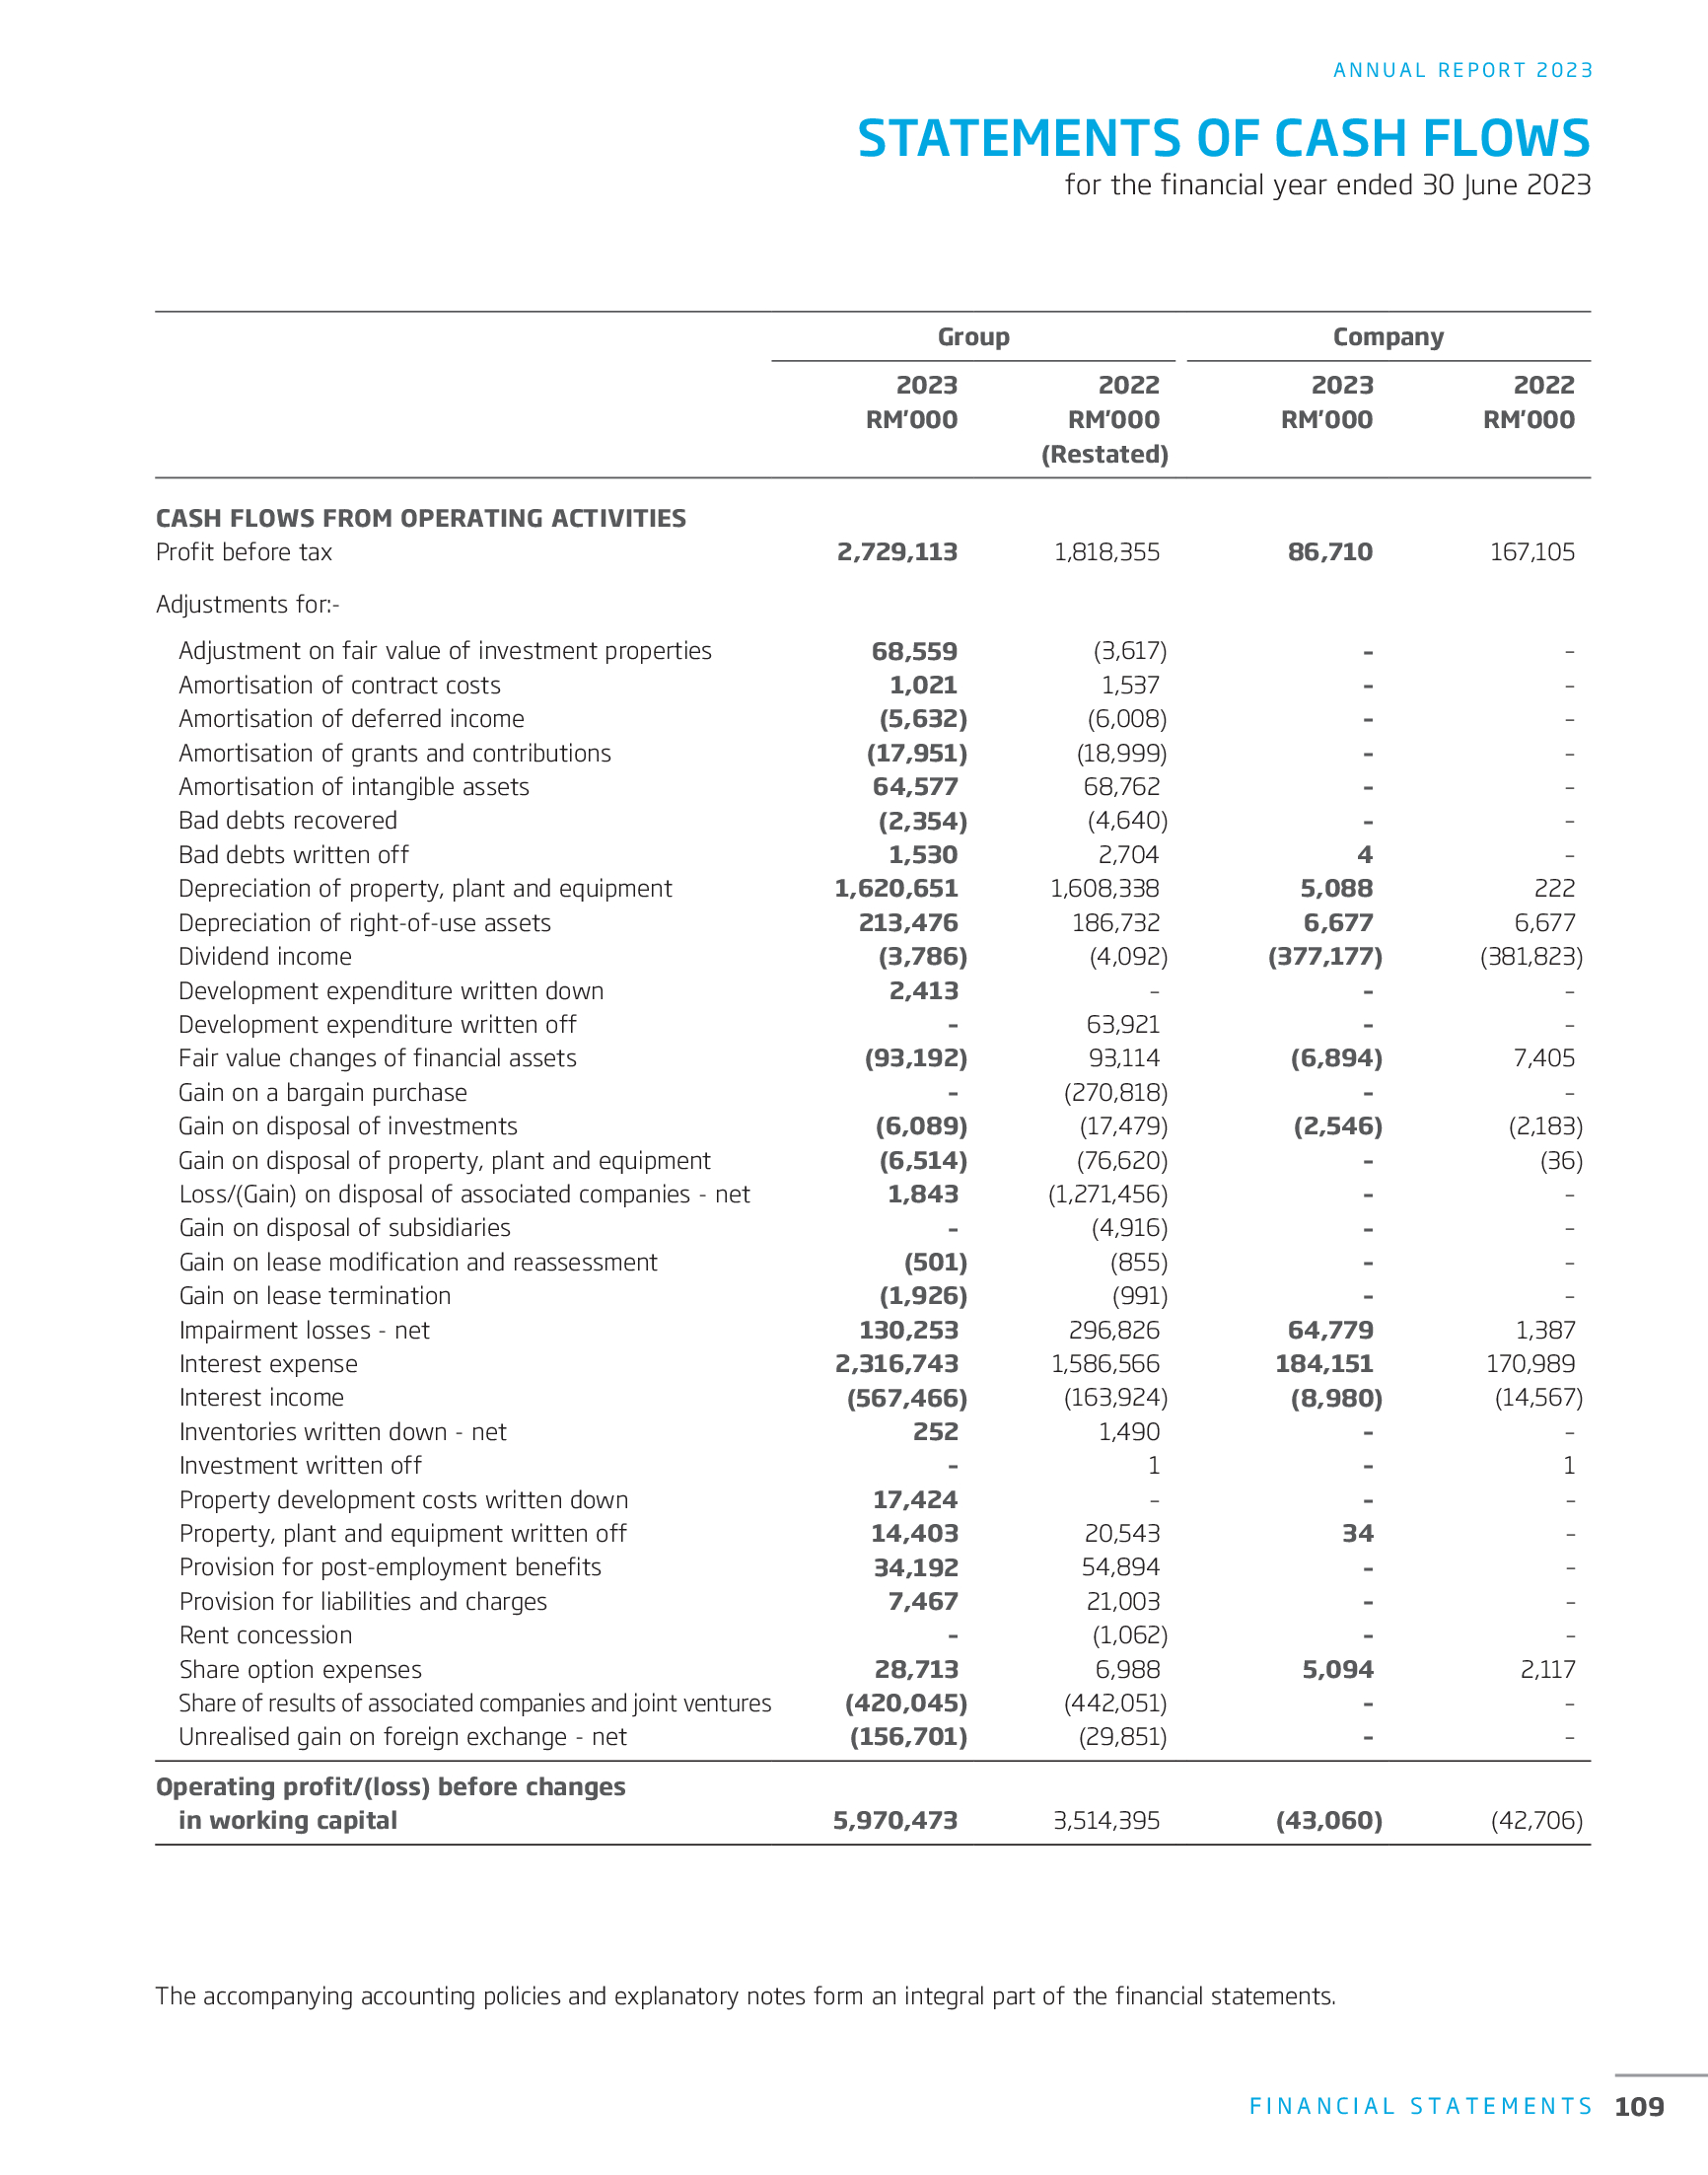 ANNUAL REPORT 2023
STATEMENTS OF CASH FLOWS
for the financial year ended 30 June 2023
Group Company
2023 2022 2023 2022
RM'000 RM'000 RM'000 RM'000
(Restated)
CASH FLOWS FROM OPERATING ACTIVITIES
Profit before tax 2,729,113 1,818,355 86,710 167,105
Adjustments for:-
Adjustment on fair value of investment properties 68,559 (3,617) – –
Amortisation of contract costs 1,021 1,537 – –
Amortisation of deferred income (5,632) (6,008) – –
Amortisation of grants and contributions (17,951) (18,999) – –
Amortisation of intangible assets 64,577 68,762 – –
Bad debts recovered (2,354) (4,640) – –
Bad debts written off 1,530 2,704 4 –
Depreciation of property, plant and equipment 1,620,651 1,608,338 5,088 222
Depreciation of right-of-use assets 213,476 186,732 6,677 6,677
Dividend income (3,786) (4,092) (377,177) (381,823)
Development expenditure written down 2,413 – – –
Development expenditure written off – 63,921 – –
Fair value changes of financial assets (93,192) 93,114 (6,894) 7,405
Gain on a bargain purchase – (270,818) – –
Gain on disposal of investments (6,089) (17,479) (2,546) (2,183)
Gain on disposal of property, plant and equipment (6,514) (76,620) – (36)
Loss/(Gain) on disposal of associated companies - net 1,843 (1,271,456) – –
Gain on disposal of subsidiaries – (4,916) – –
Gain on lease modification and reassessment (501) (855) – –
Gain on lease termination (1,926) (991) – –
Impairment losses - net 130,253 296,826 64,779 1,387
Interest expense 2,316,743 1,586,566 184,151 170,989
Interest income (567,466) (163,924) (8,980) (14,567)
Inventories written down - net 252 1,490 – –
Investment written off – 1 – 1
Property development costs written down 17,424 – – –
Property, plant and equipment written off 14,403 20,543 34 –
Provision for post-employment benefits 34,192 54,894 – –
Provision for liabilities and charges 7,467 21,003 – –
Rent concession – (1,062) – –
Share option expenses 28,713 6,988 5,094 2,117
Share of results of associated companies and joint ventures (420,045) (442,051) – –
Unrealised gain on foreign exchange - net (156,701) (29,851) – –
Operating profit/(loss) before changes
in working capital 5,970,473 3,514,395 (43,060) (42,706)
The accompanying accounting policies and explanatory notes form an integral part of the financial statements.
FINANCIAL STATEMENTS 109